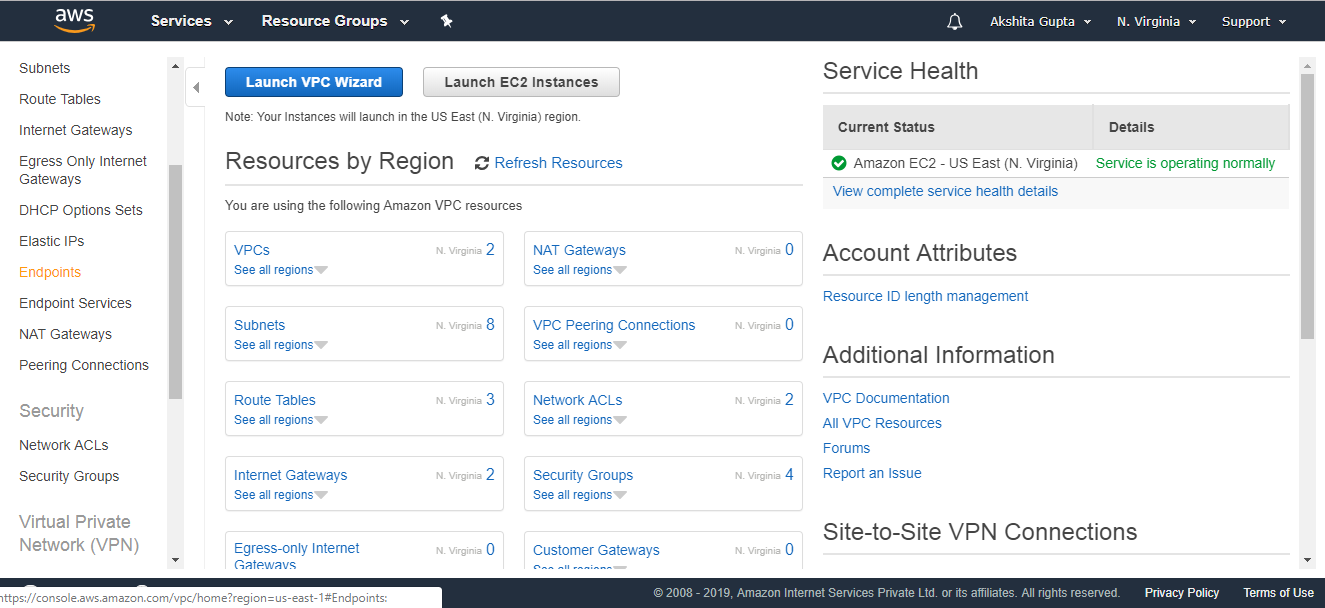 aws Services Resource Groups Akshita Gupta N. Virginia Support
Subnets
Route Tables
Internet Gateways
Egress Only Internet
Gateways
DHCP Options Sets
Elastic IPs
Endpoints
Endpoint Services
NAT Gateways
Peering Connections
Security
Network ACLs
Security Groups
Virtual Private
Network (VPN)
Launch VPC Wizard Launch EC2 Instances
Note: Your Instances will launch in the US East (N. Virginia) region.
Resources by Region Refresh Resources
You are using the following Amazon VPC resources
VPCs N. Virginia 2
See all regions
NAT Gateways N. Virginia 0
See all regions
Subnets N. Virginia 8
See all regions
VPC Peering Connections N. Virginia 0
See all regions
Route Tables N. Virginia 3
See all regions
Network ACLs N. Virginia 2
See all regions
Internet Gateways N. Virginia 2
See all regions
Security Groups N. Virginia 4
See all regions
Egress-only Internet N. Virginia 0
Gateways
Customer Gateways N. Virginia 0
See all regions
Service Health
Current Status Details
Amazon EC2 - US East (N. Virginia) Service is operating normally
View complete service health details
Account Attributes
Resource ID length management
Additional Information
VPC Documentation
All VPC Resources
Forums
Report an Issue
Site-to-Site VPN Connections
https://console.aws.amazon.com/vpc/home?region=us-east-1#Endpoints:
© 2008 - 2019, Amazon Internet Services Private Ltd. or its affiliates. All rights reserved. Privacy Policy Terms of Use